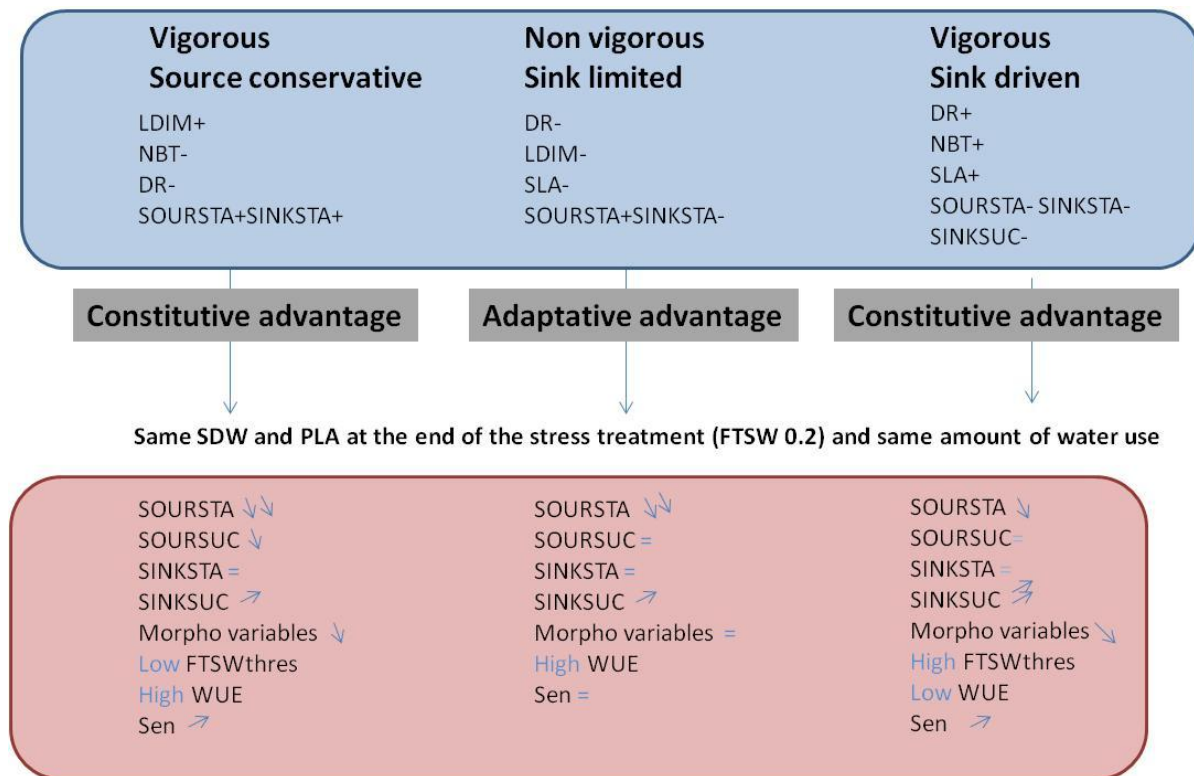 Vigorous
Source conservative
LDIM+
NBT-
DR-
SOURSTA+SINKSTA+
Non vigorous
Sink limited
DR-
LDIM-
SLA-
SOURSTA+SINKSTA-
Vigorous
Sink driven
DR+
NBT+
SLA+
SOURSTA- SINKSTA-
SINKSUC-
Constitutive advantage
Adaptative advantage
Constitutive advantage
Same SDW and PLA at the end of the stress treatment (FTSW 0.2) and same amount of water use
SOURSTA ↘↘
SOURSUC ↘
SINKSTA =
SINKSUC ↗
Morpho variables ↘
Low FTSWthres
High WUE
Sen ↗
SOURSTA ↘↘
SOURSUC =
SINKSTA =
SINKSUC ↗
Morpho variables =
High WUE
Sen =
SOURSTA ↘
SOURSUC=
SINKSTA =
SINKSUC ↗↗
Morpho variables ↘
High FTSWthres
Low WUE
Sen ↗